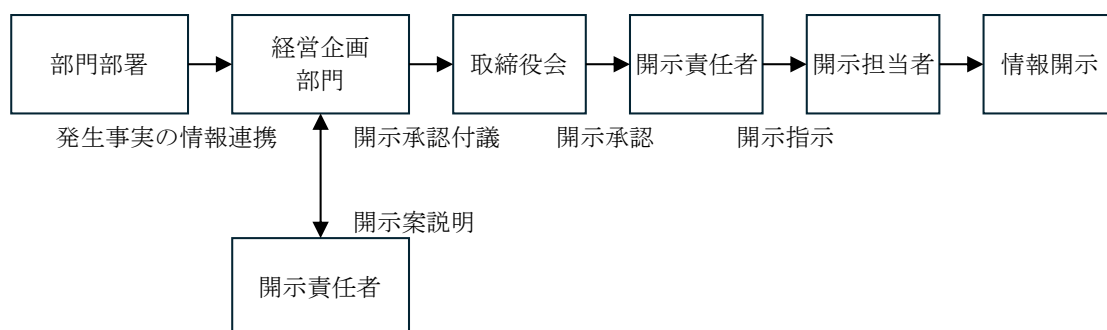 部門部署
経営企画
部門
取締役会
開示責任者
開示担当者
情報開示
発生事実の情報連携
開示承認付議
開示承認
開示指示
開示案説明
開示責任者